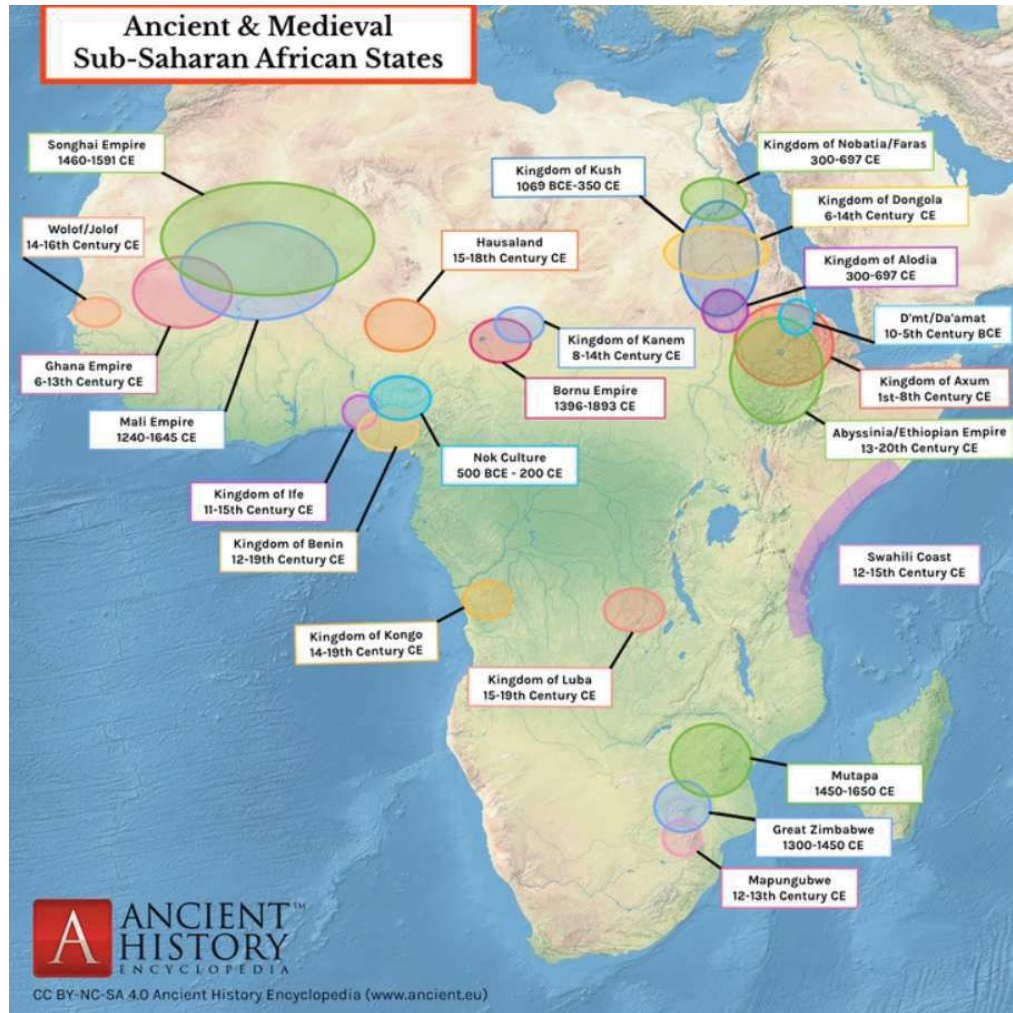 Ancient & Medieval
Sub-Saharan African States
Songhai Empire
1460-1591 CE
Kingdom of Kush
1069 BCE-350 CE
Kingdom of Nobatia/Faras
300-697 CE
Kingdom of Dongola
6-14th Century CE
Wolof/Jolof
14-16th Century CE
Hausaland
15-18th Century CE
Kingdom of Alodia
300-697 CE
D'mt/Da'amat
10-5th Century BCE
Kingdom of Kanem
8-14th Century CE
Ghana Empire
6-13th Century CE
Bornu Empire
1396-1893 CE
Kingdom of Axum
1st-8th Century CE
Mali Empire
1240-1645 CE
Abyssinia/Ethiopian Empire
13-20th Century CE
Nok Culture
500 BCE - 200 CE
Kingdom of Ife
11-15th Century CE
Kingdom of Benin
12-19th Century CE
Swahili Coast
12-15th Century CE
Kingdom of Kongo
14-19th Century CE
Kingdom of Luba
15-19th Century CE
Mutapa
1450-1650 CE
Great Zimbabwe
1300-1450 CE
Mapungubwe
12-13th Century CE
A
ANCIENT™
HISTORY
ENCYCLOPEDIA
CC BY-NC-SA 4.0 Ancient History Encyclopedia (www.ancient.eu)